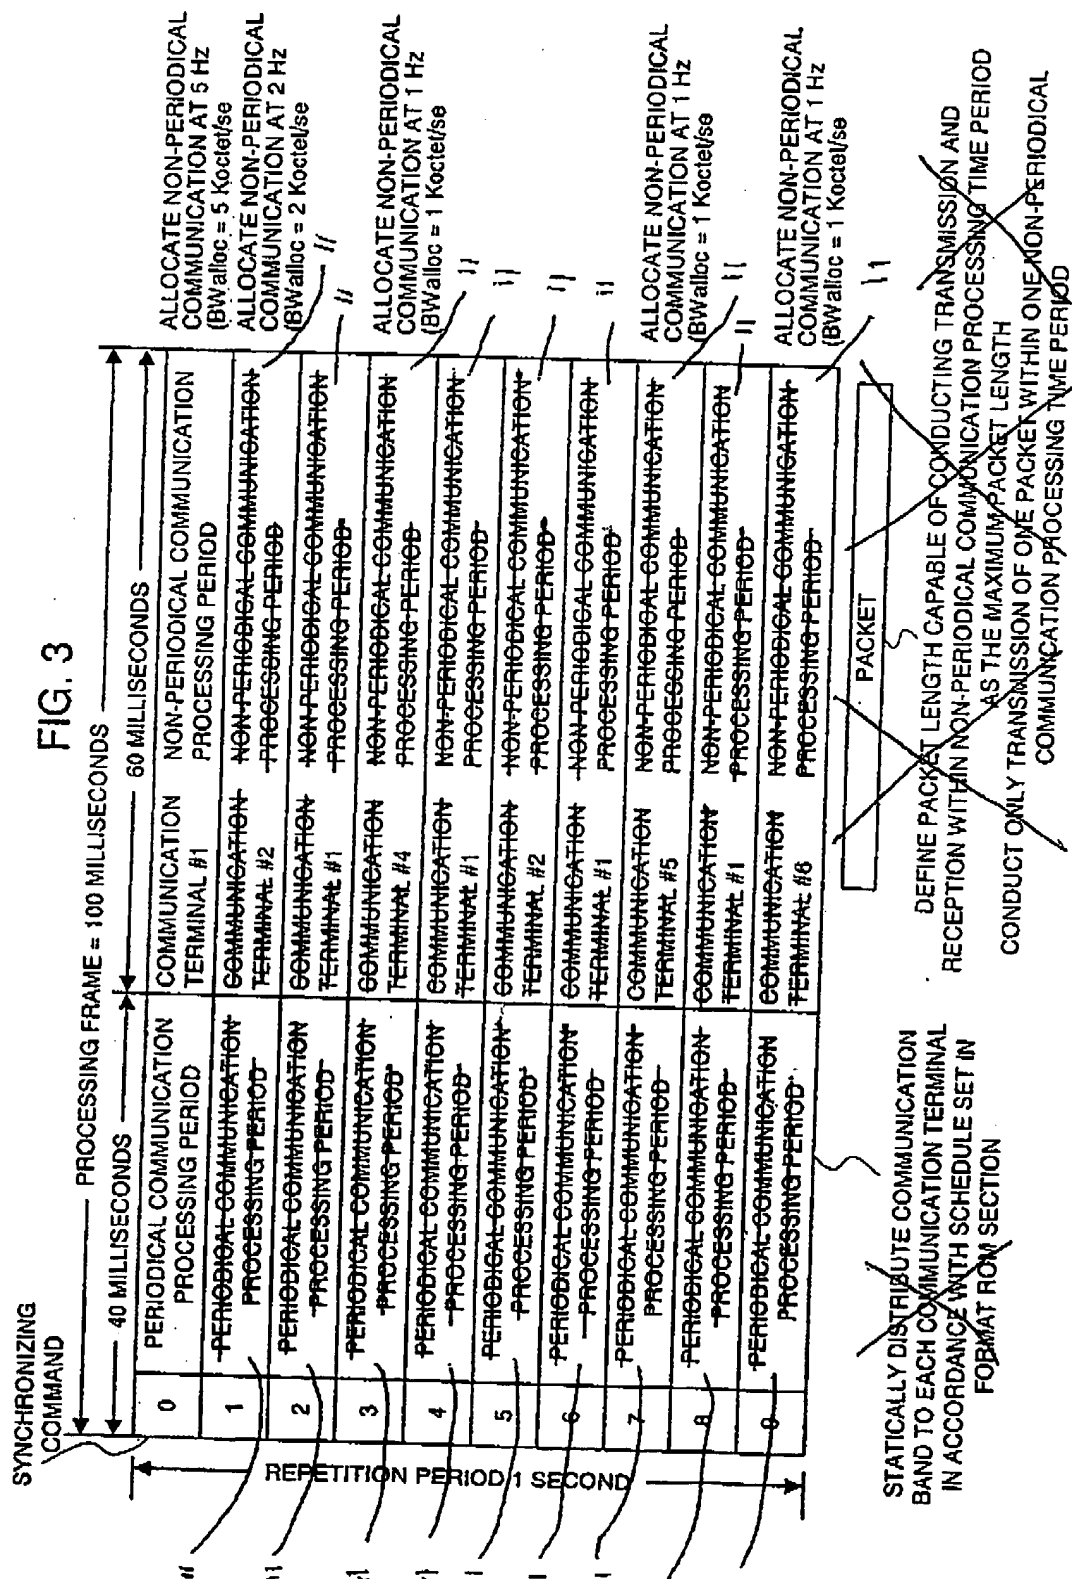 FIG. 3
SYNCHRONIZING
COMMAND
PROCESSING FRAME = 100 MILLISECONDS
40 MILLISECONDS
60 MILLISECONDS
REPETITION PERIOD 1 SECOND
0
PERIODICAL COMMUNICATION
PROCESSING PERIOD
COMMUNICATION
TERMINAL #1
NON-PERIODICAL COMMUNICATION
PROCESSING PERIOD
ALLOCATE NON-PERIODICAL
COMMUNICATION AT 5 Hz
(BWalloc = 5 Koctet/se
1
PERIODICAL COMMUNICATION
PROCESSING PERIOD
COMMUNICATION
TERMINAL #2
NON-PERIODICAL COMMUNICATION
PROCESSING PERIOD
ALLOCATE NON-PERIODICAL
COMMUNICATION AT 2 Hz
(BWalloc = 2 Koctet/se
2
PERIODICAL COMMUNICATION
PROCESSING PERIOD
COMMUNICATION
TERMINAL #1
NON-PERIODICAL COMMUNICATION
PROCESSING PERIOD
3
PERIODICAL COMMUNICATION
PROCESSING PERIOD
COMMUNICATION
TERMINAL #4
NON-PERIODICAL COMMUNICATION
PROCESSING PERIOD
ALLOCATE NON-PERIODICAL
COMMUNICATION AT 1 Hz
(BWalloc = 1 Koctet/se
4
PERIODICAL COMMUNICATION
PROCESSING PERIOD
COMMUNICATION
TERMINAL #1
NON-PERIODICAL COMMUNICATION
PROCESSING PERIOD
5
PERIODICAL COMMUNICATION
PROCESSING PERIOD
COMMUNICATION
TERMINAL #2
NON-PERIODICAL COMMUNICATION
PROCESSING PERIOD
6
PERIODICAL COMMUNICATION
PROCESSING PERIOD
COMMUNICATION
TERMINAL #1
NON-PERIODICAL COMMUNICATION
PROCESSING PERIOD
7
PERIODICAL COMMUNICATION
PROCESSING PERIOD
COMMUNICATION
TERMINAL #5
NON-PERIODICAL COMMUNICATION
PROCESSING PERIOD
ALLOCATE NON-PERIODICAL
COMMUNICATION AT 1 Hz
(BWalloc = 1 Koctet/se
8
PERIODICAL COMMUNICATION
PROCESSING PERIOD
COMMUNICATION
TERMINAL #1
NON-PERIODICAL COMMUNICATION
PROCESSING PERIOD
9
PERIODICAL COMMUNICATION
PROCESSING PERIOD
COMMUNICATION
TERMINAL #6
NON-PERIODICAL COMMUNICATION
PROCESSING PERIOD
ALLOCATE NON-PERIODICAL
COMMUNICATION AT 1 Hz
(BWalloc = 1 Koctet/se
PACKET
STATICALLY DISTRIBUTE COMMUNICATION
BAND TO EACH COMMUNICATION TERMINAL
IN ACCORDANCE WITH SCHEDULE SET IN
FORMAT ROM SECTION
DEFINE PACKET LENGTH CAPABLE OF CONDUCTING TRANSMISSION AND
RECEPTION WITHIN NON-PERIODICAL COMMUNICATION PROCESSING TIME PERIOD
AS THE MAXIMUM PACKET LENGTH
CONDUCT ONLY TRANSMISSION OF ONE PACKET WITHIN ONE NON-PERIODICAL
COMMUNICATION PROCESSING TIME PERIOD